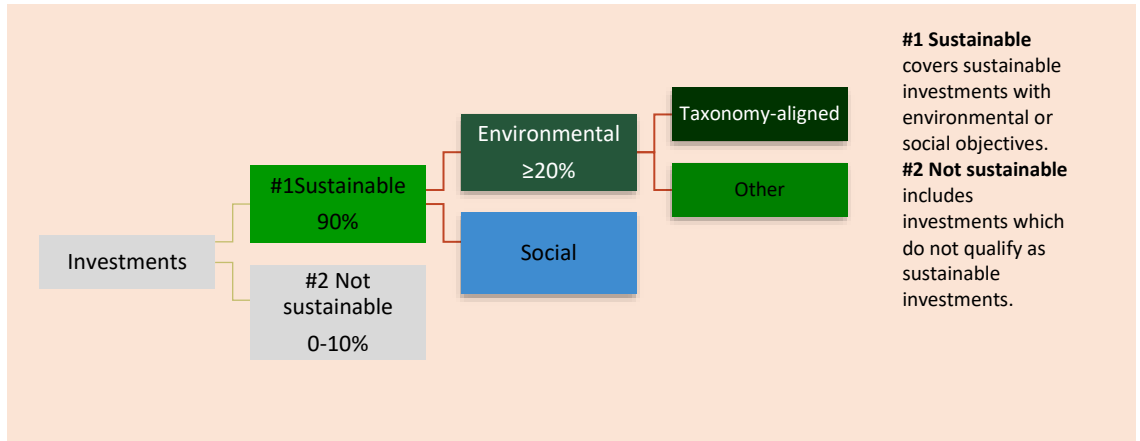 Investments
#1Sustainable
90%
#2 Not
sustainable
0-10%
Environmental
≥20%
Social
Taxonomy-aligned
Other
#1 Sustainable
covers sustainable
investments with
environmental or
social objectives.
#2 Not sustainable
includes
investments which
do not qualify as
sustainable
investments.